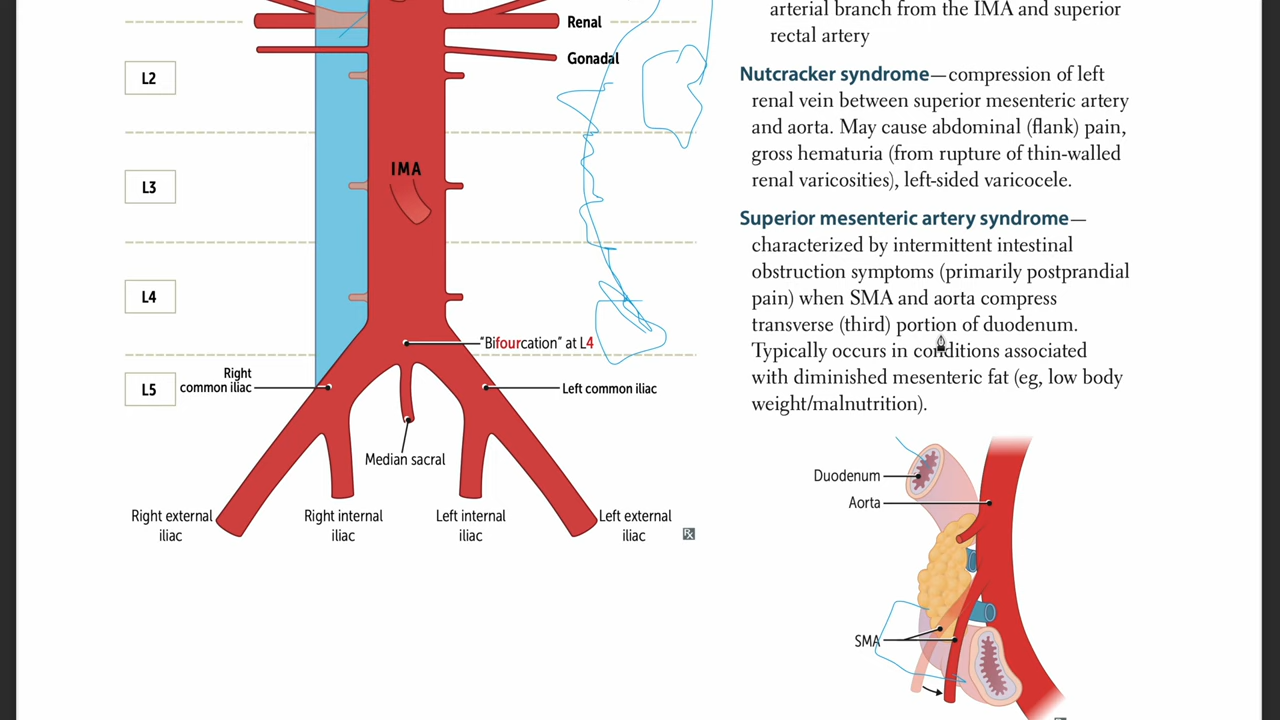 Renal
Gonadal
L2
L3
IMA
L4
"Bifourcation" at L4
L5
Right
common iliac
Left common iliac
Median sacral
Right external
iliac
Right internal
iliac
Left internal
iliac
Left external
iliac
Rx
arterial branch from the IMA and superior
rectal artery
Nutcracker syndrome—compression of left
renal vein between superior mesenteric artery
and aorta. May cause abdominal (flank) pain,
gross hematuria (from rupture of thin-walled
renal varicosities), left-sided varicocele.
Superior mesenteric artery syndrome—
characterized by intermittent intestinal
obstruction symptoms (primarily postprandial
pain) when SMA and aorta compress
transverse (third) portion of duodenum.
Typically occurs in conditions associated
with diminished mesenteric fat (eg, low body
weight/malnutrition).
Duodenum
Aorta
SMA